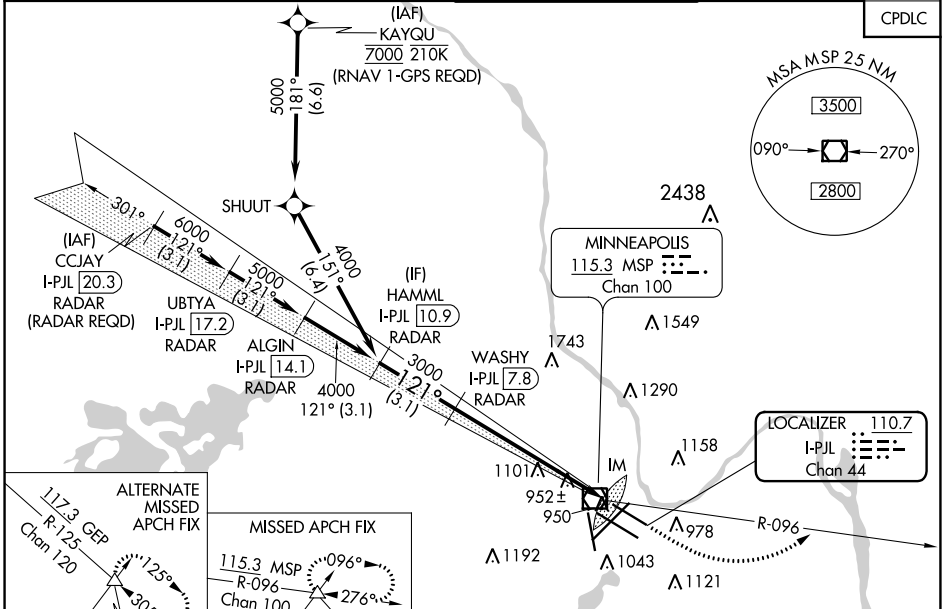 CPDLC
(IAF)
KAYQU
7000 210K
(RNAV 1-GPS REQD)
5000
181°
(6.6)
MSA MSP 25 NM
3500
090°
270°
2800
SHUUT
2438
301°
6000
121°
(3.1)
(IAF)
CCJAY
I-PJL 20.3
RADAR
(RADAR REQD)
5000
121°
(3.1)
UBTYA
I-PJL 17.2
RADAR
4000
151°
(6.4)
ALGIN
I-PJL 14.1
RADAR
4000
121° (3.1)
(IF)
HAMML
I-PJL 10.9
RADAR
3000
121°
(3.1)
WASHY
I-PJL 7.8
RADAR
MINNEAPOLIS
115.3 MSP
Chan 100
1549
1743
1290
1158
LOCALIZER 110.7
I-PJL
Chan 44
1101
IM
952 ±
950
978
R-096
1192
1043
1121
ALTERNATE
MISSED
APCH FIX
117.3 GEP
R-125
Chan 120
125°
MISSED APCH FIX
115.3 MSP
R-096
Chan 100
096°
276°